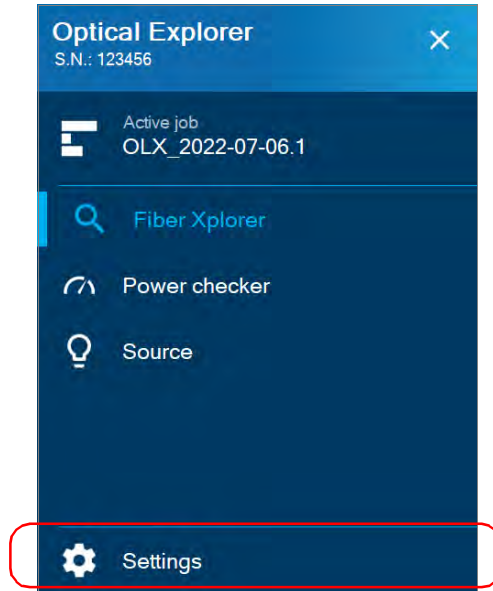 Optical Explorer
S.N.: 123456
Active job
OLX_2022-07-06.1
Fiber Xplorer
Power checker
Source
Settings